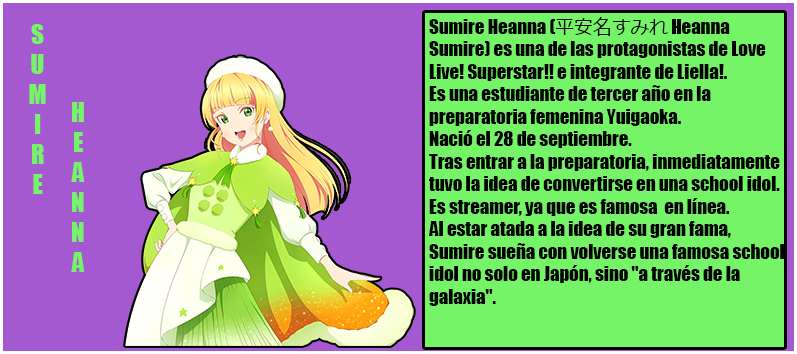 SUMIRE
HEANNA
Sumire Heanna (平安名すみれ Heanna
Sumire) es una de las protagonistas de Love
Live! Superstar!! e integrante de Liella!.
Es una estudiante de tercer año en la
preparatoria femenina Yuigaoka.
Nació el 28 de septiembre.
Tras entrar a la preparatoria, inmediatamente
tuvo la idea de convertirse en una school idol.
Es streamer, ya que es famosa en línea.
Al estar atada a la idea de su gran fama,
Sumire sueña con volverse una famosa school
idol no solo en Japón, sino "a través de la
galaxia".